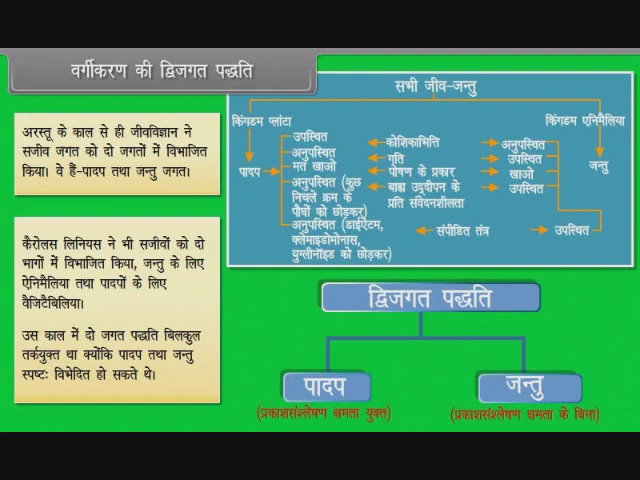 वर्गीकरण की द्विजगत पद्धति
अरस्तू के काल से ही जीवविज्ञान ने
सजीव जगत को दो जगतों में विभाजित
किया। वे हैं-पादप तथा जन्तु जगत।
कैरोलस लिनियस ने भी सजीवों को दो
भागों में विभाजित किया, जन्तु के लिए
ऐनिमैलिया तथा पादपों के लिए
वैजिटैबिलिया।
उस काल में दो जगत पद्धति बिलकुल
तर्कयुक्त था क्योंकि पादप तथा जन्तु
स्पष्टः विभेदित हो सकते थे।
सभी जीव-जन्तु
किंगडम प्लांटा
किंगडम एनिमैलिया
पादप
जन्तु
उपस्थित
कोशिकाभित्ति
अनुपस्थित
अनुपस्थित
गति
उपस्थित
मत खाओ
पोषण के प्रकार
खाओ
अनुपस्थित (कुछ
निचले क्रम के
पौधों को छोड़कर)
बाह्य उद्दीपन के
प्रति संवेदनशीलता
उपस्थित
अनुपस्थित (डाईऐटम,
क्लेमाइडोमोनास,
युग्लीनॉइड को छोड़कर)
संपीडित तंत्र
उपस्थित
द्विजगत पद्धति
पादप
(प्रकाशसंश्लेषण क्षमता युक्त)
जन्तु
(प्रकाशसंश्लेषण क्षमता के बिना)